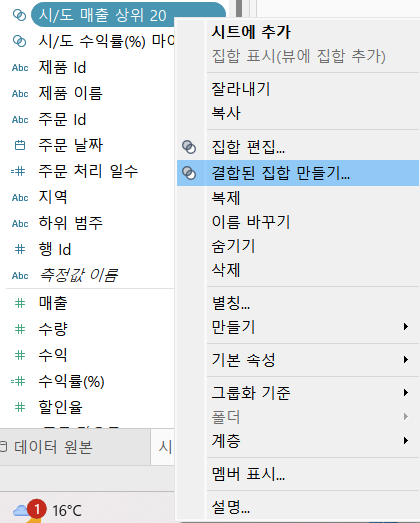 시/도 매출 상위 20
시/도 수익률(%) 마이
Abc 제품 Id
Abc 제품 이름
Abc 주문 Id
주문 날짜
=# 주문 처리 일수
Abc 지역
Abc 하위 범주
# 행 Id
Abc 측정값 이름
# 매출
# 수량
# 수익
=# 수익률(%)
# 할인율
데이터 원본
시
1
16°C
시트에 추가
집합 표시(뷰에 집합 추가)
잘라내기
복사
집합 편집...
결합된 집합 만들기...
복제
이름 바꾸기
숨기기
삭제
별칭...
만들기
기본 속성
그룹화 기준
폴더
계층
멤버 표시...
설명...